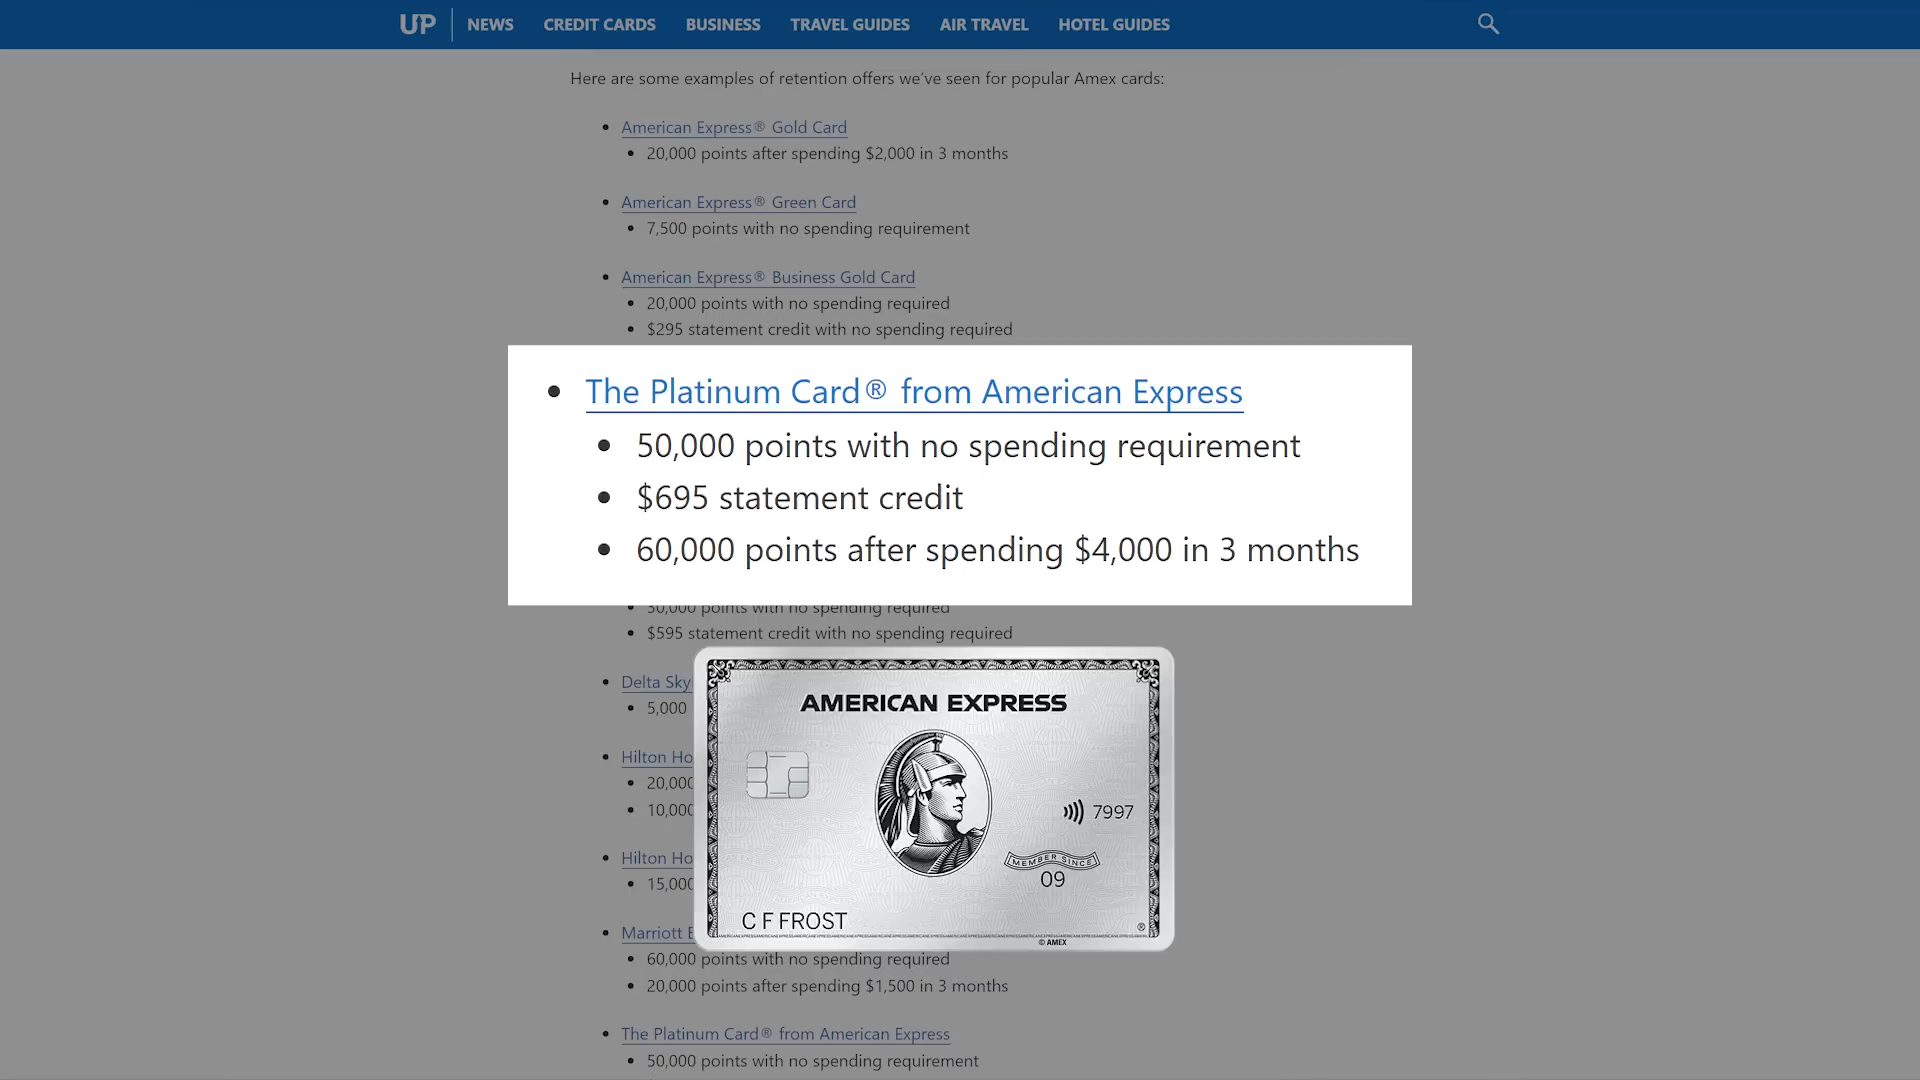 UP NEWS CREDIT CARDS BUSINESS TRAVEL GUIDES AIR TRAVEL HOTEL GUIDES
Here are some examples of retention offers we've seen for popular Amex cards:
• American Express® Gold Card
• 20,000 points after spending $2,000 in 3 months
• American Express® Green Card
• 7,500 points with no spending requirement
• American Express® Business Gold Card
• 20,000 points with no spending required
• $295 statement credit with no spending required
• The Platinum Card® from American Express
• 50,000 points with no spending requirement
• $695 statement credit
• 60,000 points after spending $4,000 in 3 months
• 30,000 points with no spending required
• $595 statement credit with no spending required
• Delta Sky
• 5,000
• Hilton Ho
• 20,000
• 10,000
• Hilton Ho
• 15,000
• Marriott
• 60,000 points with no spending required
• 20,000 points after spending $1,500 in 3 months
• The Platinum Card® from American Express
• 50,000 points with no spending requirement
AMERICAN EXPRESS
7997
MEMBER SINCE
09
C F FROST
®
© AMEX